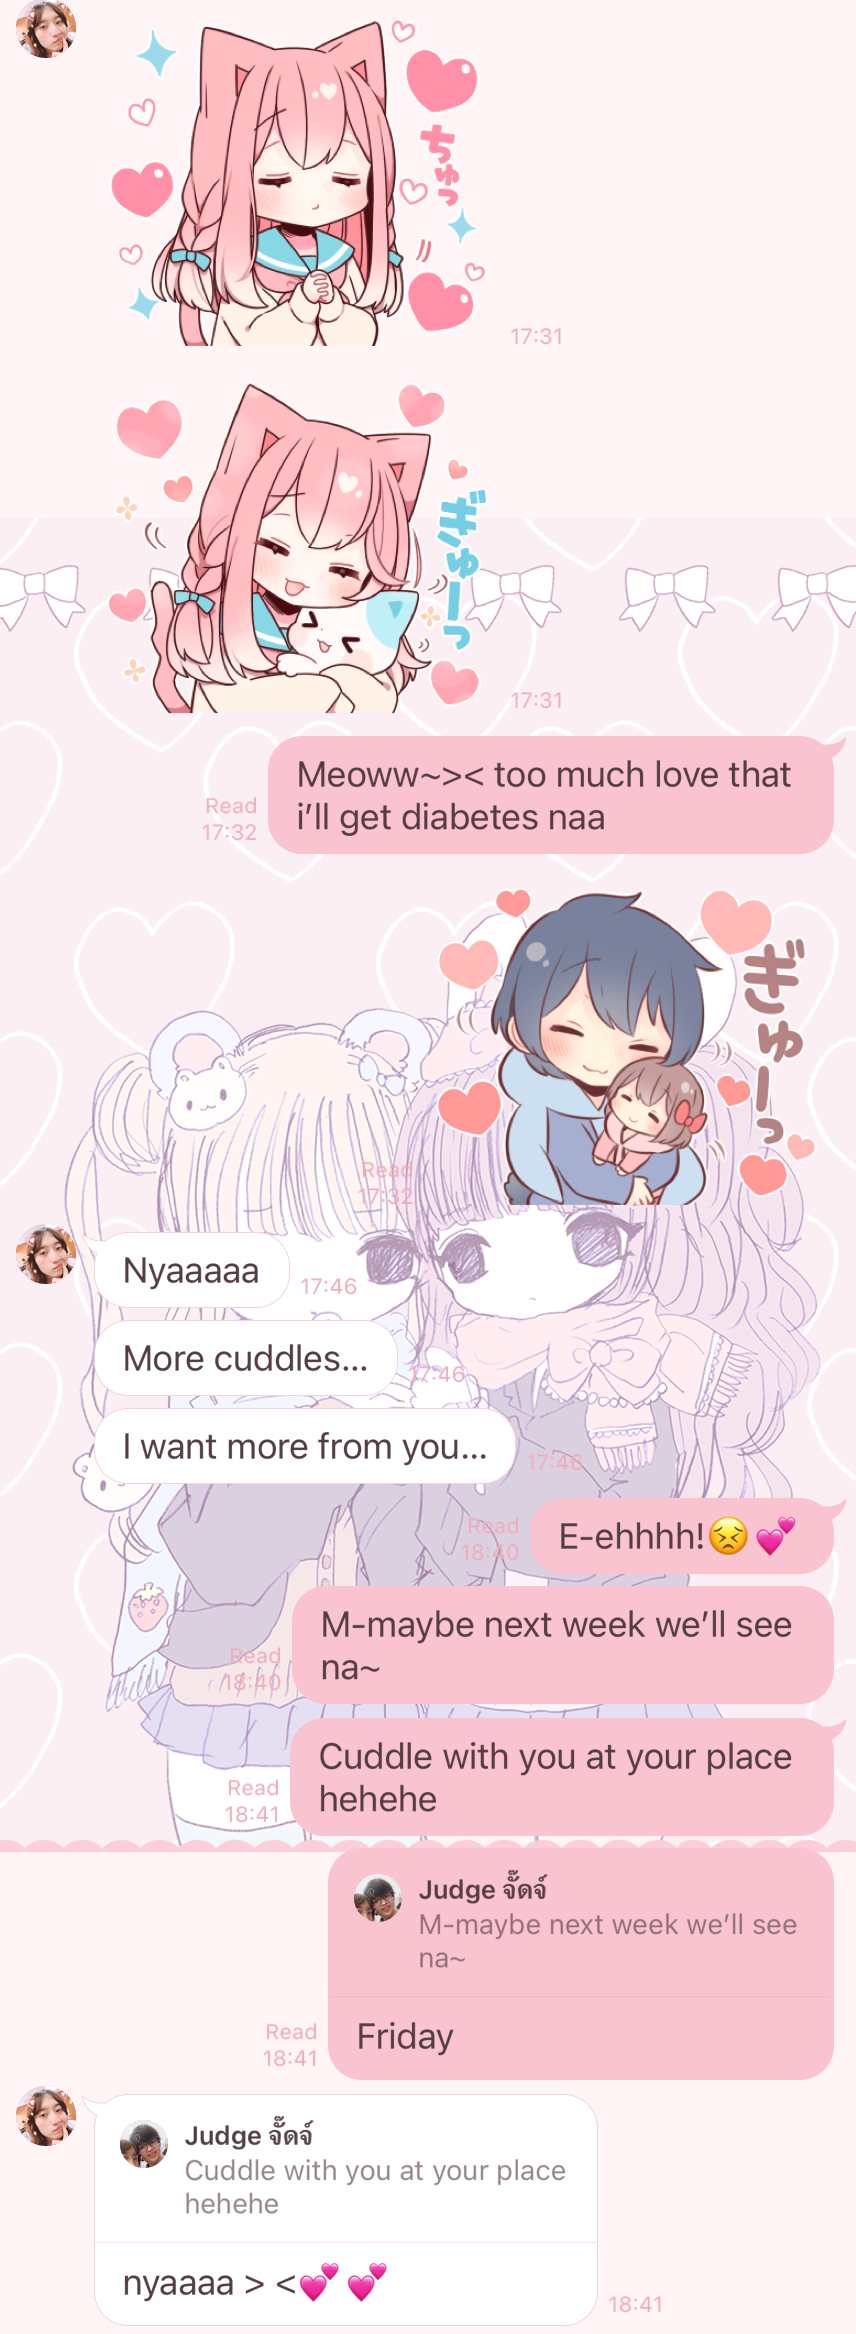 ちゅっ
17:31
ぎゅーっ
17:31
Meoww~>< too much love that
i’ll get diabetes naa
Read
17:32
ぎゅーっ
Read
17:32
Nyaaaaa
17:46
More cuddles...
17:46
I want more from you...
17:46
E-ehhhh!😣💕
Read
18:40
M-maybe next week we’ll see
na~
Read
18:40
Cuddle with you at your place
hehehe
Read
18:41
Judge จั๊ดจ์
M-maybe next week we’ll see
na~
Friday
Read
18:41
Judge จั๊ดจ์
Cuddle with you at your place
hehehe
nyaaaa > <💕💕
18:41